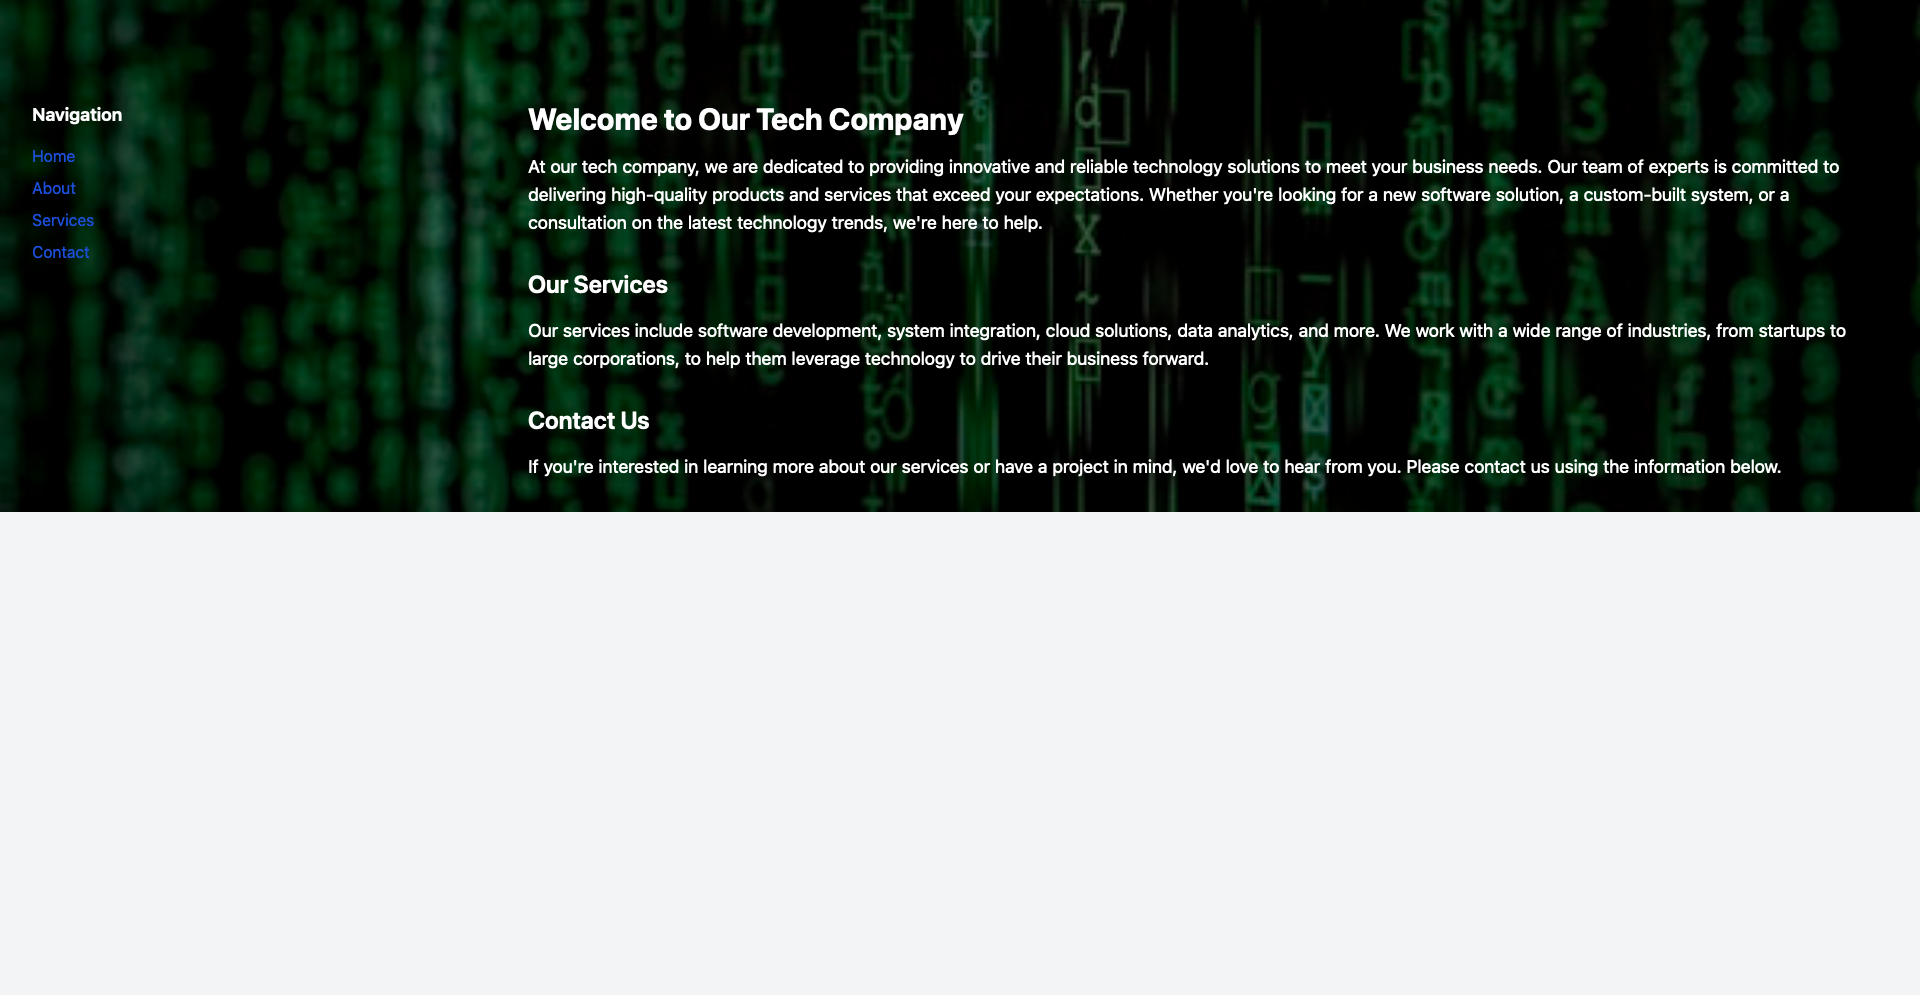 Navigation
Home
About
Services
Contact
Welcome to Our Tech Company
At our tech company, we are dedicated to providing innovative and reliable technology solutions to meet your business needs. Our team of experts is committed to
delivering high-quality products and services that exceed your expectations. Whether you're looking for a new software solution, a custom-built system, or a
consultation on the latest technology trends, we're here to help.
Our Services
Our services include software development, system integration, cloud solutions, data analytics, and more. We work with a wide range of industries, from startups to
large corporations, to help them leverage technology to drive their business forward.
Contact Us
If you're interested in learning more about our services or have a project in mind, we'd love to hear from you. Please contact us using the information below.